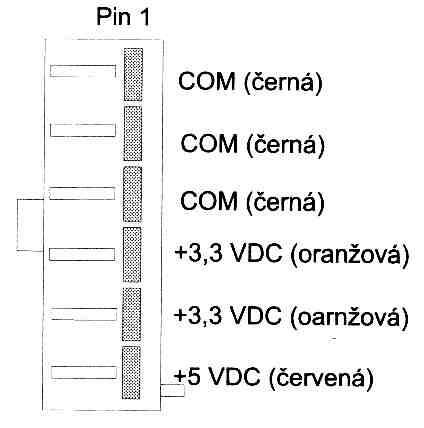 Pin 1
COM (černá)
COM (černá)
COM (černá)
+3,3 VDC (oranžová)
+3,3 VDC (oarnžová)
+5 VDC (červená)